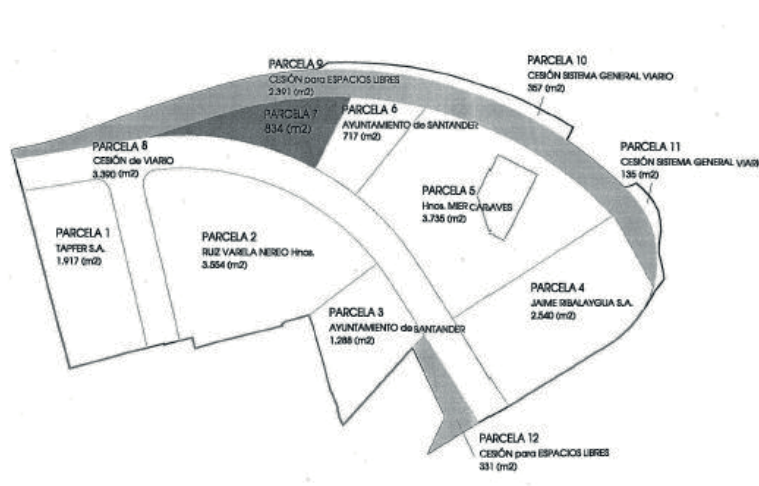 PARCELA 9
CESIÓN para ESPACIOS LIBRES
2.391 (m2)
PARCELA 10
CESIÓN SISTEMA GENERAL VIARIO
357 (m2)
PARCELA 7
834 (m2)
PARCELA 6
AYUNTAMIENTO de SANTANDER
717 (m2)
PARCELA 8
CESIÓN de VIARIO
3.390 (m2)
PARCELA 11
CESIÓN SISTEMA GENERAL VIARI
135 (m2)
PARCELA 5
Hnos. MIER CARIAVES
3.735 (m2)
PARCELA 1
TAPFER S.A.
1.917 (m2)
PARCELA 2
RUIZ VARELA NEREO Hnos.
3.554 (m2)
PARCELA 4
JAIME RIBALAYGUA S.A.
2.540 (m2)
PARCELA 3
AYUNTAMIENTO de SANTANDER
1.288 (m2)
PARCELA 12
CESIÓN para ESPACIOS LIBRES
331 (m2)